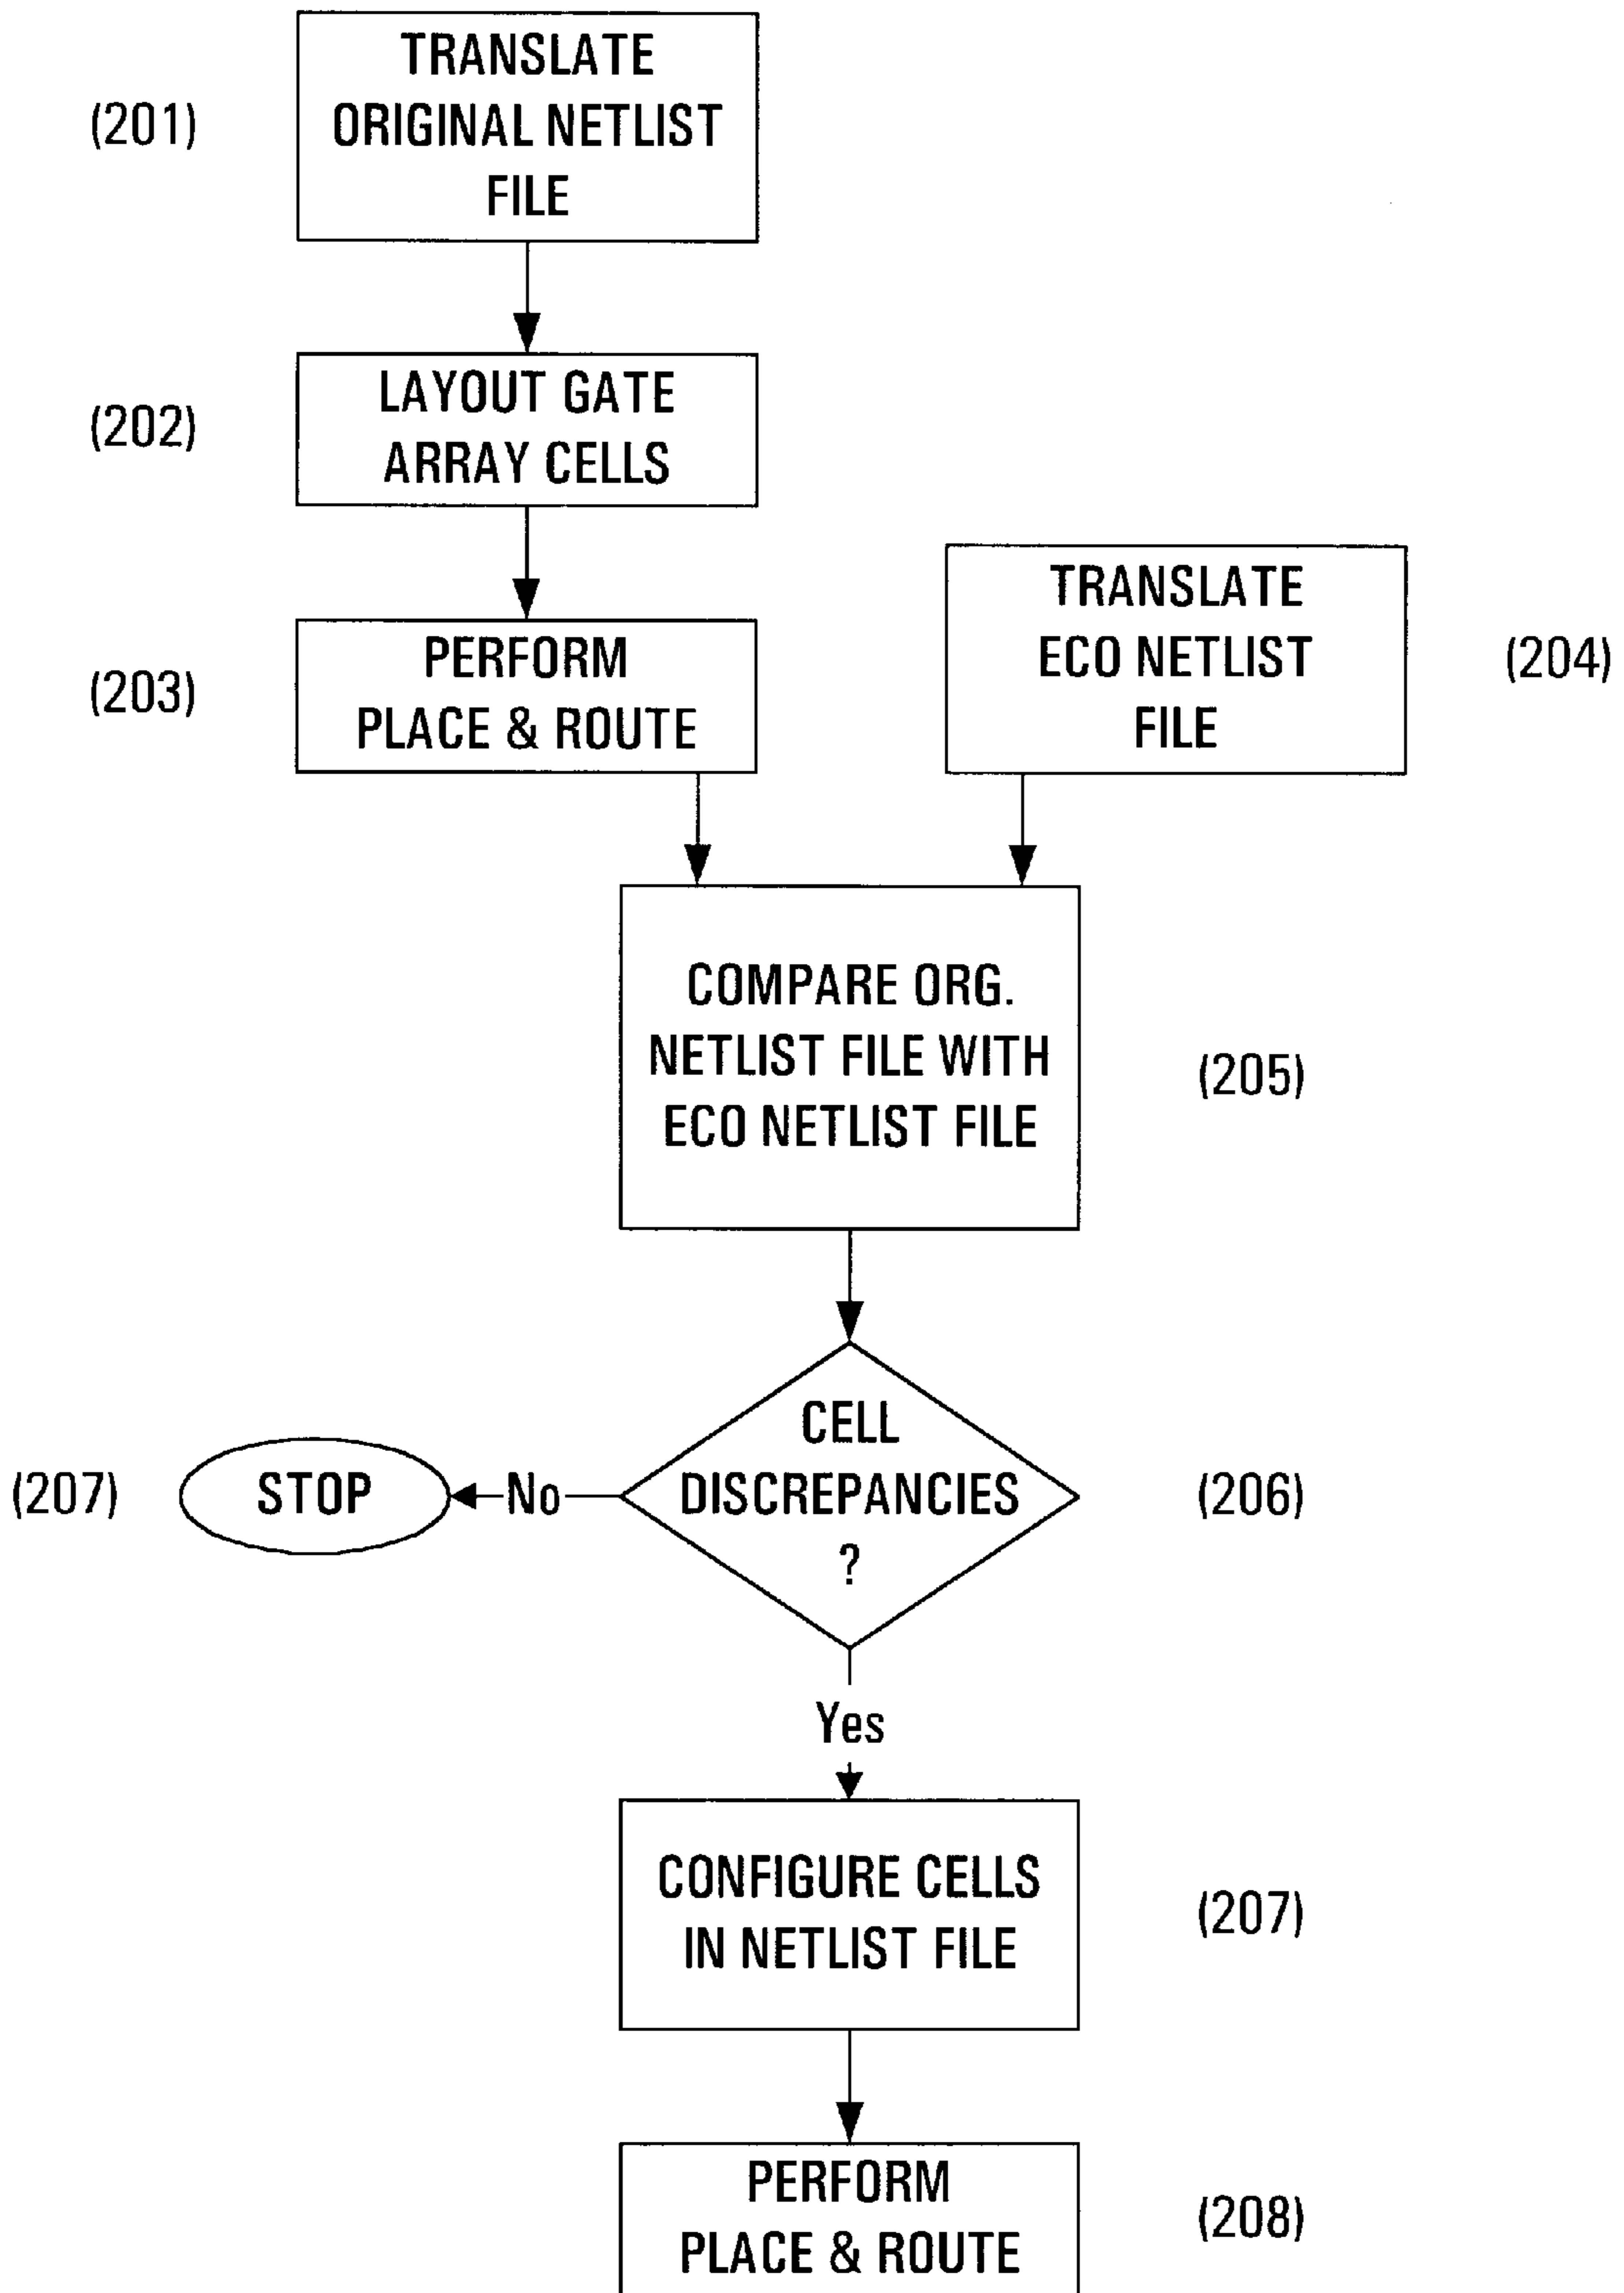 (201)
TRANSLATE
ORIGINAL NETLIST
FILE
(202)
LAYOUT GATE
ARRAY CELLS
(203)
PERFORM
PLACE & ROUTE
TRANSLATE
ECO NETLIST
FILE
(204)
COMPARE ORG.
NETLIST FILE WITH
ECO NETLIST FILE
(205)
CELL
DISCREPANCIES
?
(206)
No
STOP
(207)
Yes
CONFIGURE CELLS
IN NETLIST FILE
(207)
PERFORM
PLACE & ROUTE
(208)